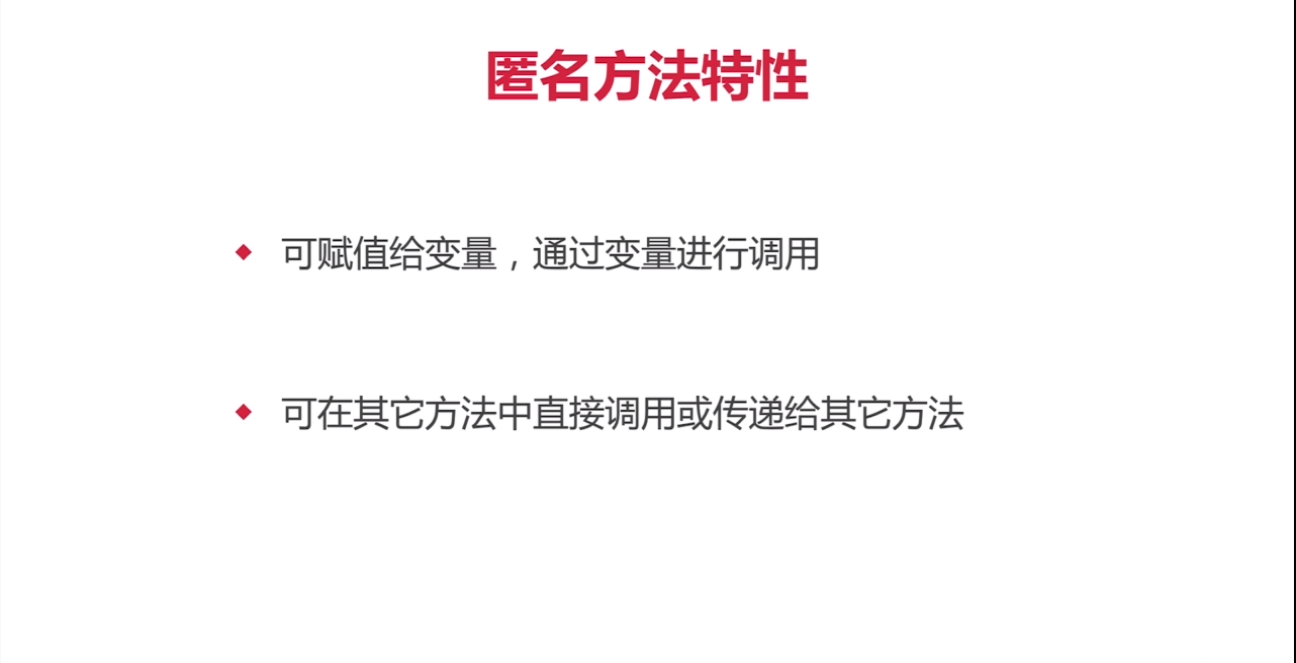 匿名方法特性
可赋值给变量，通过变量进行调用
可在其它方法中直接调用或传递给其它方法